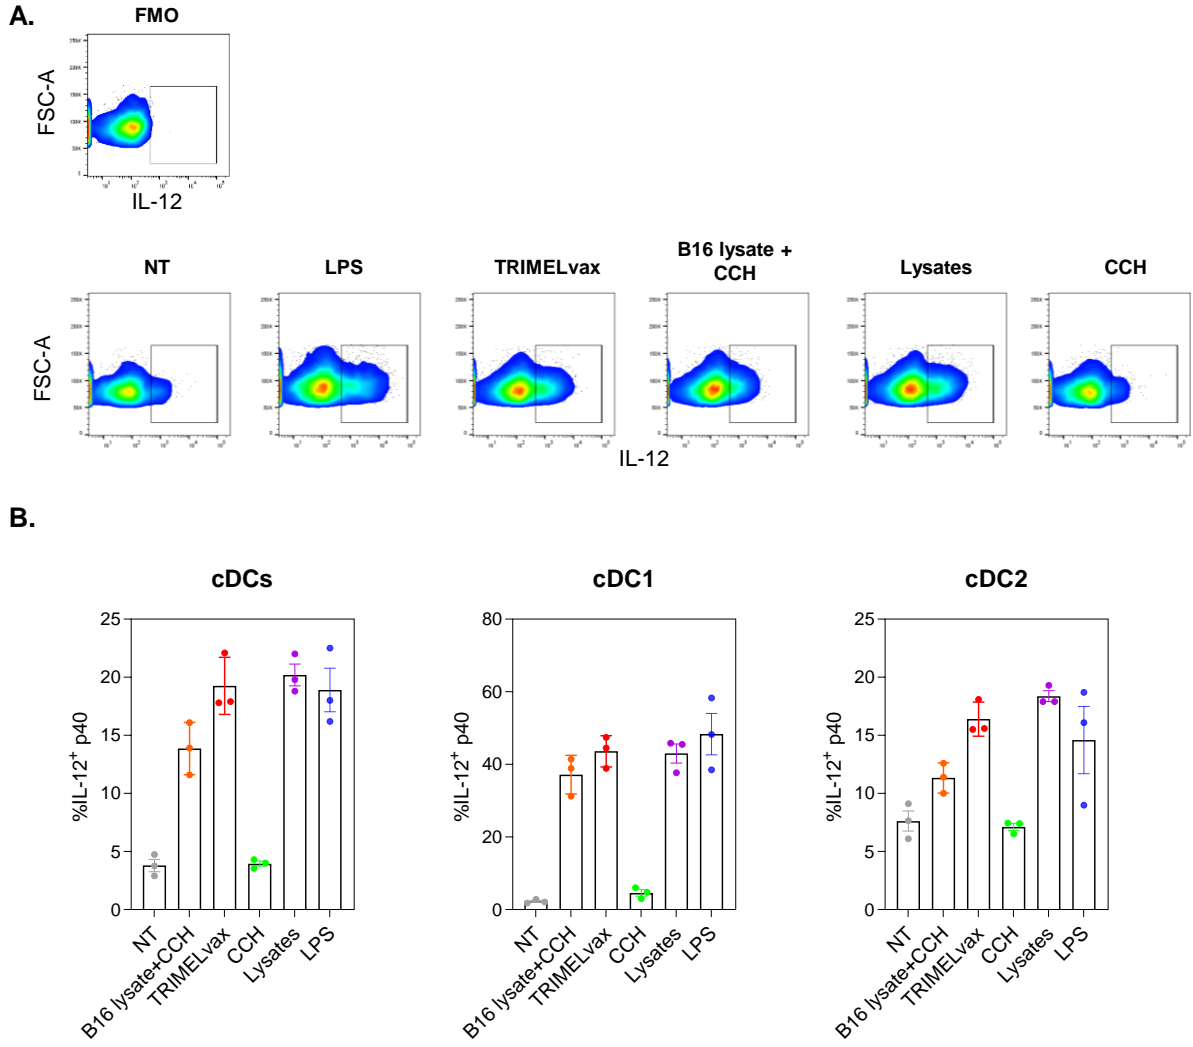 A.
FMO
FSC-A
IL-12
NT
LPS
TRIMELvax
B16 lysate +
CCH
Lysates
CCH
FSC-A
IL-12
B.
cDCs
25
20
15
10
5
0
%IL-12+ p40
NT
B16 lysate+CCH
TRIMELvax
CCH
Lysates
LPS
cDC1
80
60
40
20
0
%IL-12+ p40
NT
B16 lysate+CCH
TRIMELvax
CCH
Lysates
LPS
cDC2
25
20
15
10
5
0
%IL-12+ p40
NT
B16 lysate+CCH
TRIMELvax
CCH
Lysates
LPS